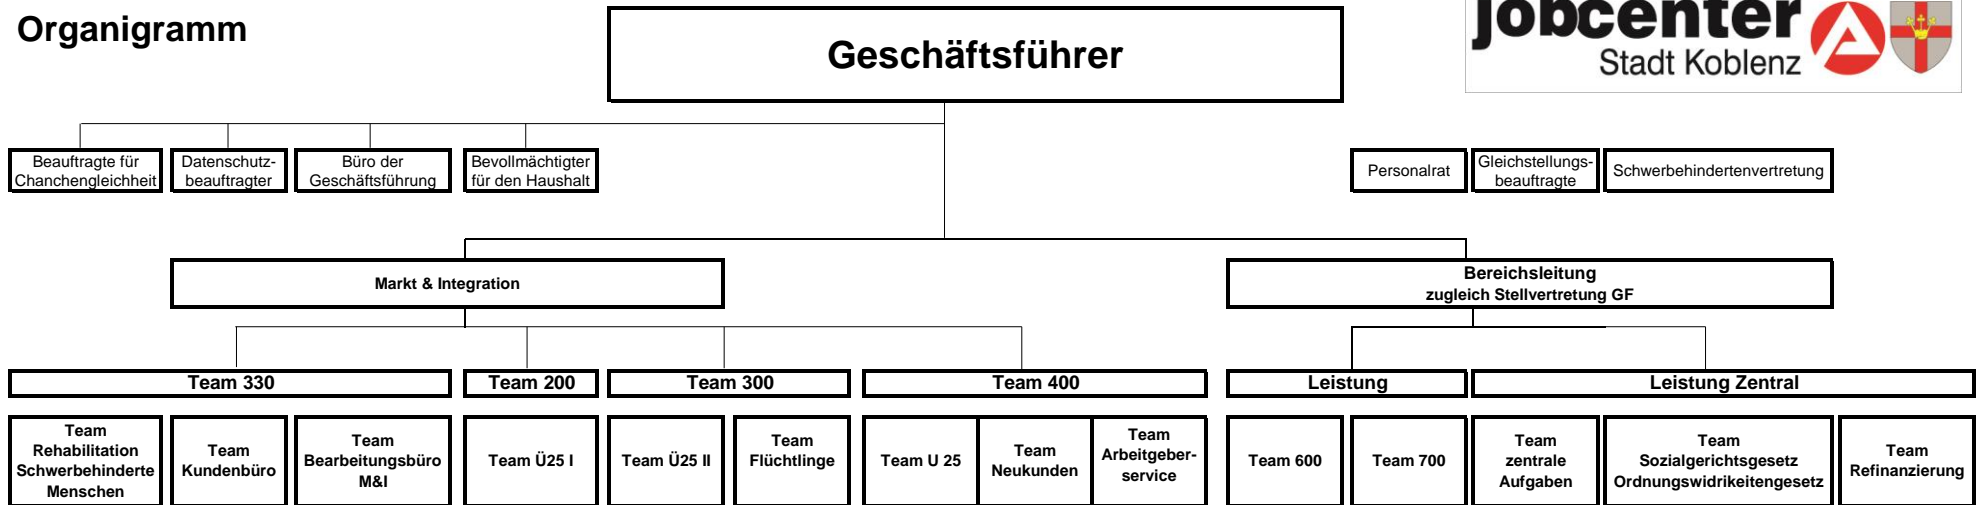 Organigramm
Geschäftsführer
jobcenter
Stadt Koblenz
Beauftragte für
Chanchengleichheit
Datenschutz-
beauftragter
Büro der
Geschäftsführung
Bevollmächtigter
für den Haushalt
Personalrat
Gleichstellungs-
beauftragte
Schwerbehindertenvertretung
Markt & Integration
Bereichsleitung
zugleich Stellvertretung GF
Team 330
Team 200
Team 300
Team 400
Leistung
Leistung Zentral
Team
Rehabilitation
Schwerbehinderte
Menschen
Team
Kundenbüro
Team
Bearbeitungsbüro
M&I
Team Ü25 I
Team Ü25 II
Team
Flüchtlinge
Team U 25
Team
Neukunden
Team
Arbeitgeber-
service
Team 600
Team 700
Team
zentrale
Aufgaben
Team
Sozialgerichtsgesetz
Ordnungswidrikeitengesetz
Team
Refinanzierung